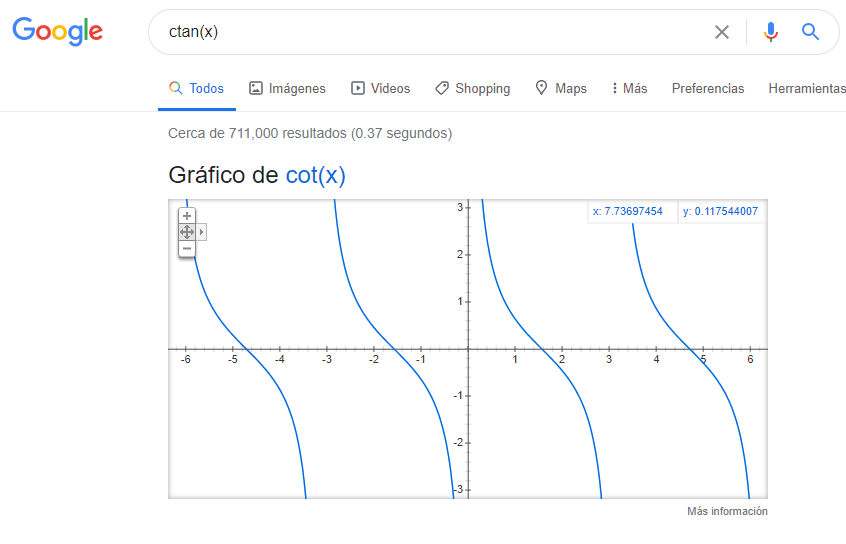 Google ctan(x)
Todos Imágenes Videos Shopping Maps Más Preferencias Herramientas
Cerca de 711,000 resultados (0.37 segundos)
Gráfico de cot(x)
x: 7.73697454 y: 0.117544007
3
2
1
-6 -5 -4 -3 -2 -1 1 2 3 4 5 6
-1
-2
-3
Más información